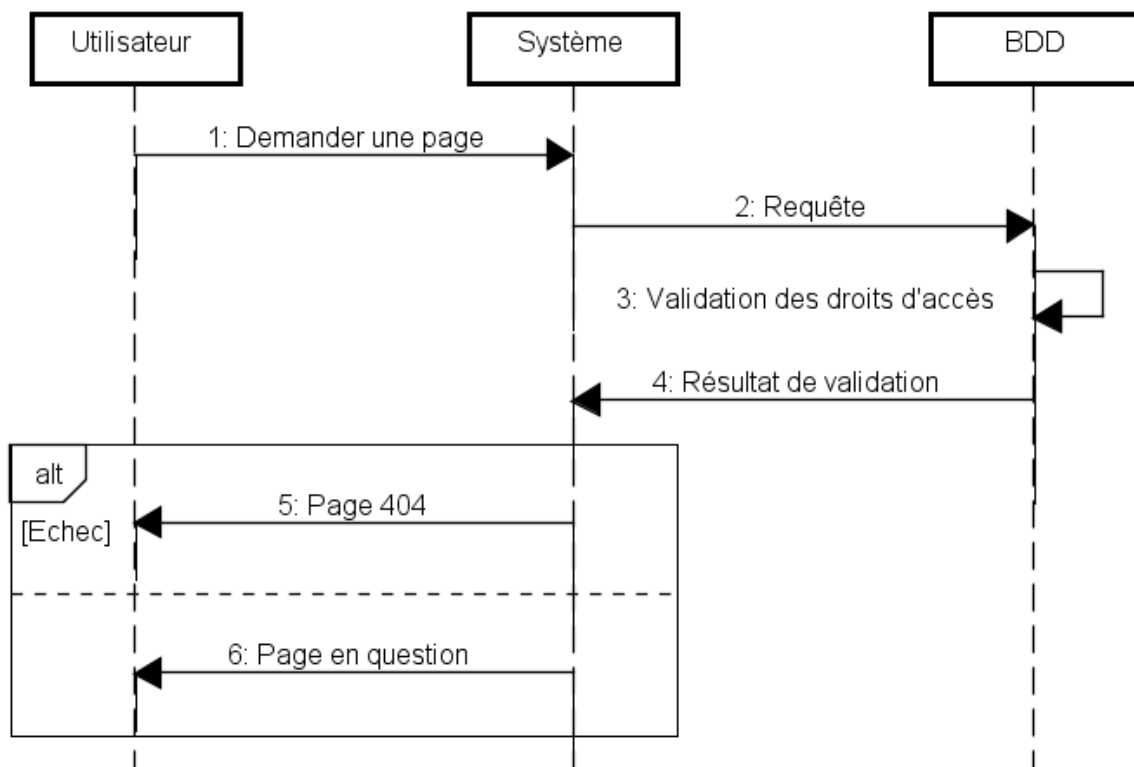 Utilisateur
Système
BDD
1: Demander une page
2: Requête
3: Validation des droits d'accès
4: Résultat de validation
alt
5: Page 404
[Echec]
6: Page en question